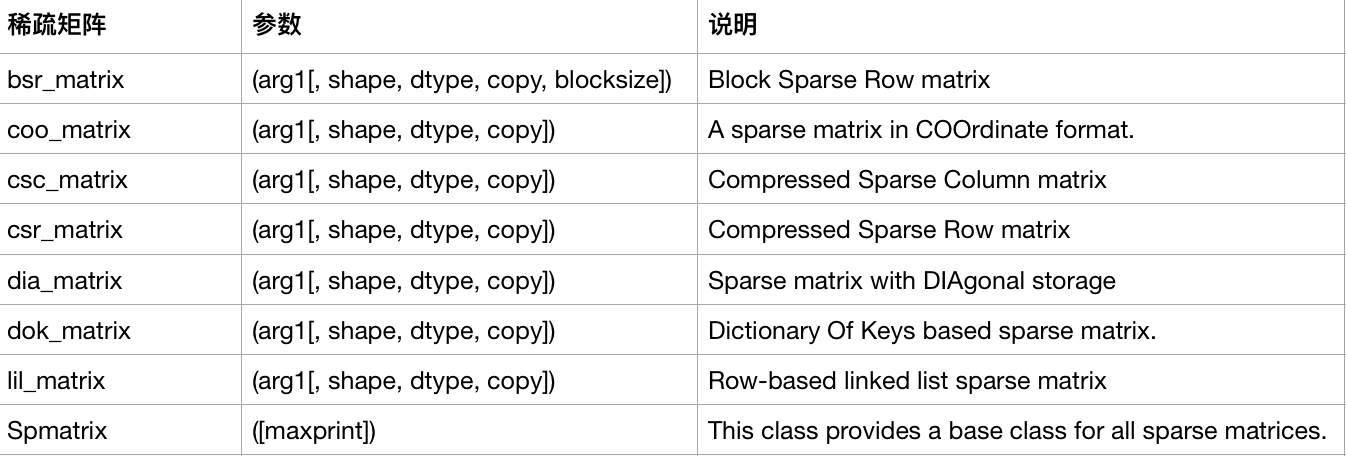 稀疏矩阵 参数 说明
bsr_matrix (arg1[, shape, dtype, copy, blocksize]) Block Sparse Row matrix
coo_matrix (arg1[, shape, dtype, copy]) A sparse matrix in COOrdinate format.
csc_matrix (arg1[, shape, dtype, copy]) Compressed Sparse Column matrix
csr_matrix (arg1[, shape, dtype, copy]) Compressed Sparse Row matrix
dia_matrix (arg1[, shape, dtype, copy]) Sparse matrix with DIAgonal storage
dok_matrix (arg1[, shape, dtype, copy]) Dictionary Of Keys based sparse matrix.
lil_matrix (arg1[, shape, dtype, copy]) Row-based linked list sparse matrix
Spmatrix ([maxprint]) This class provides a base class for all sparse matrices.